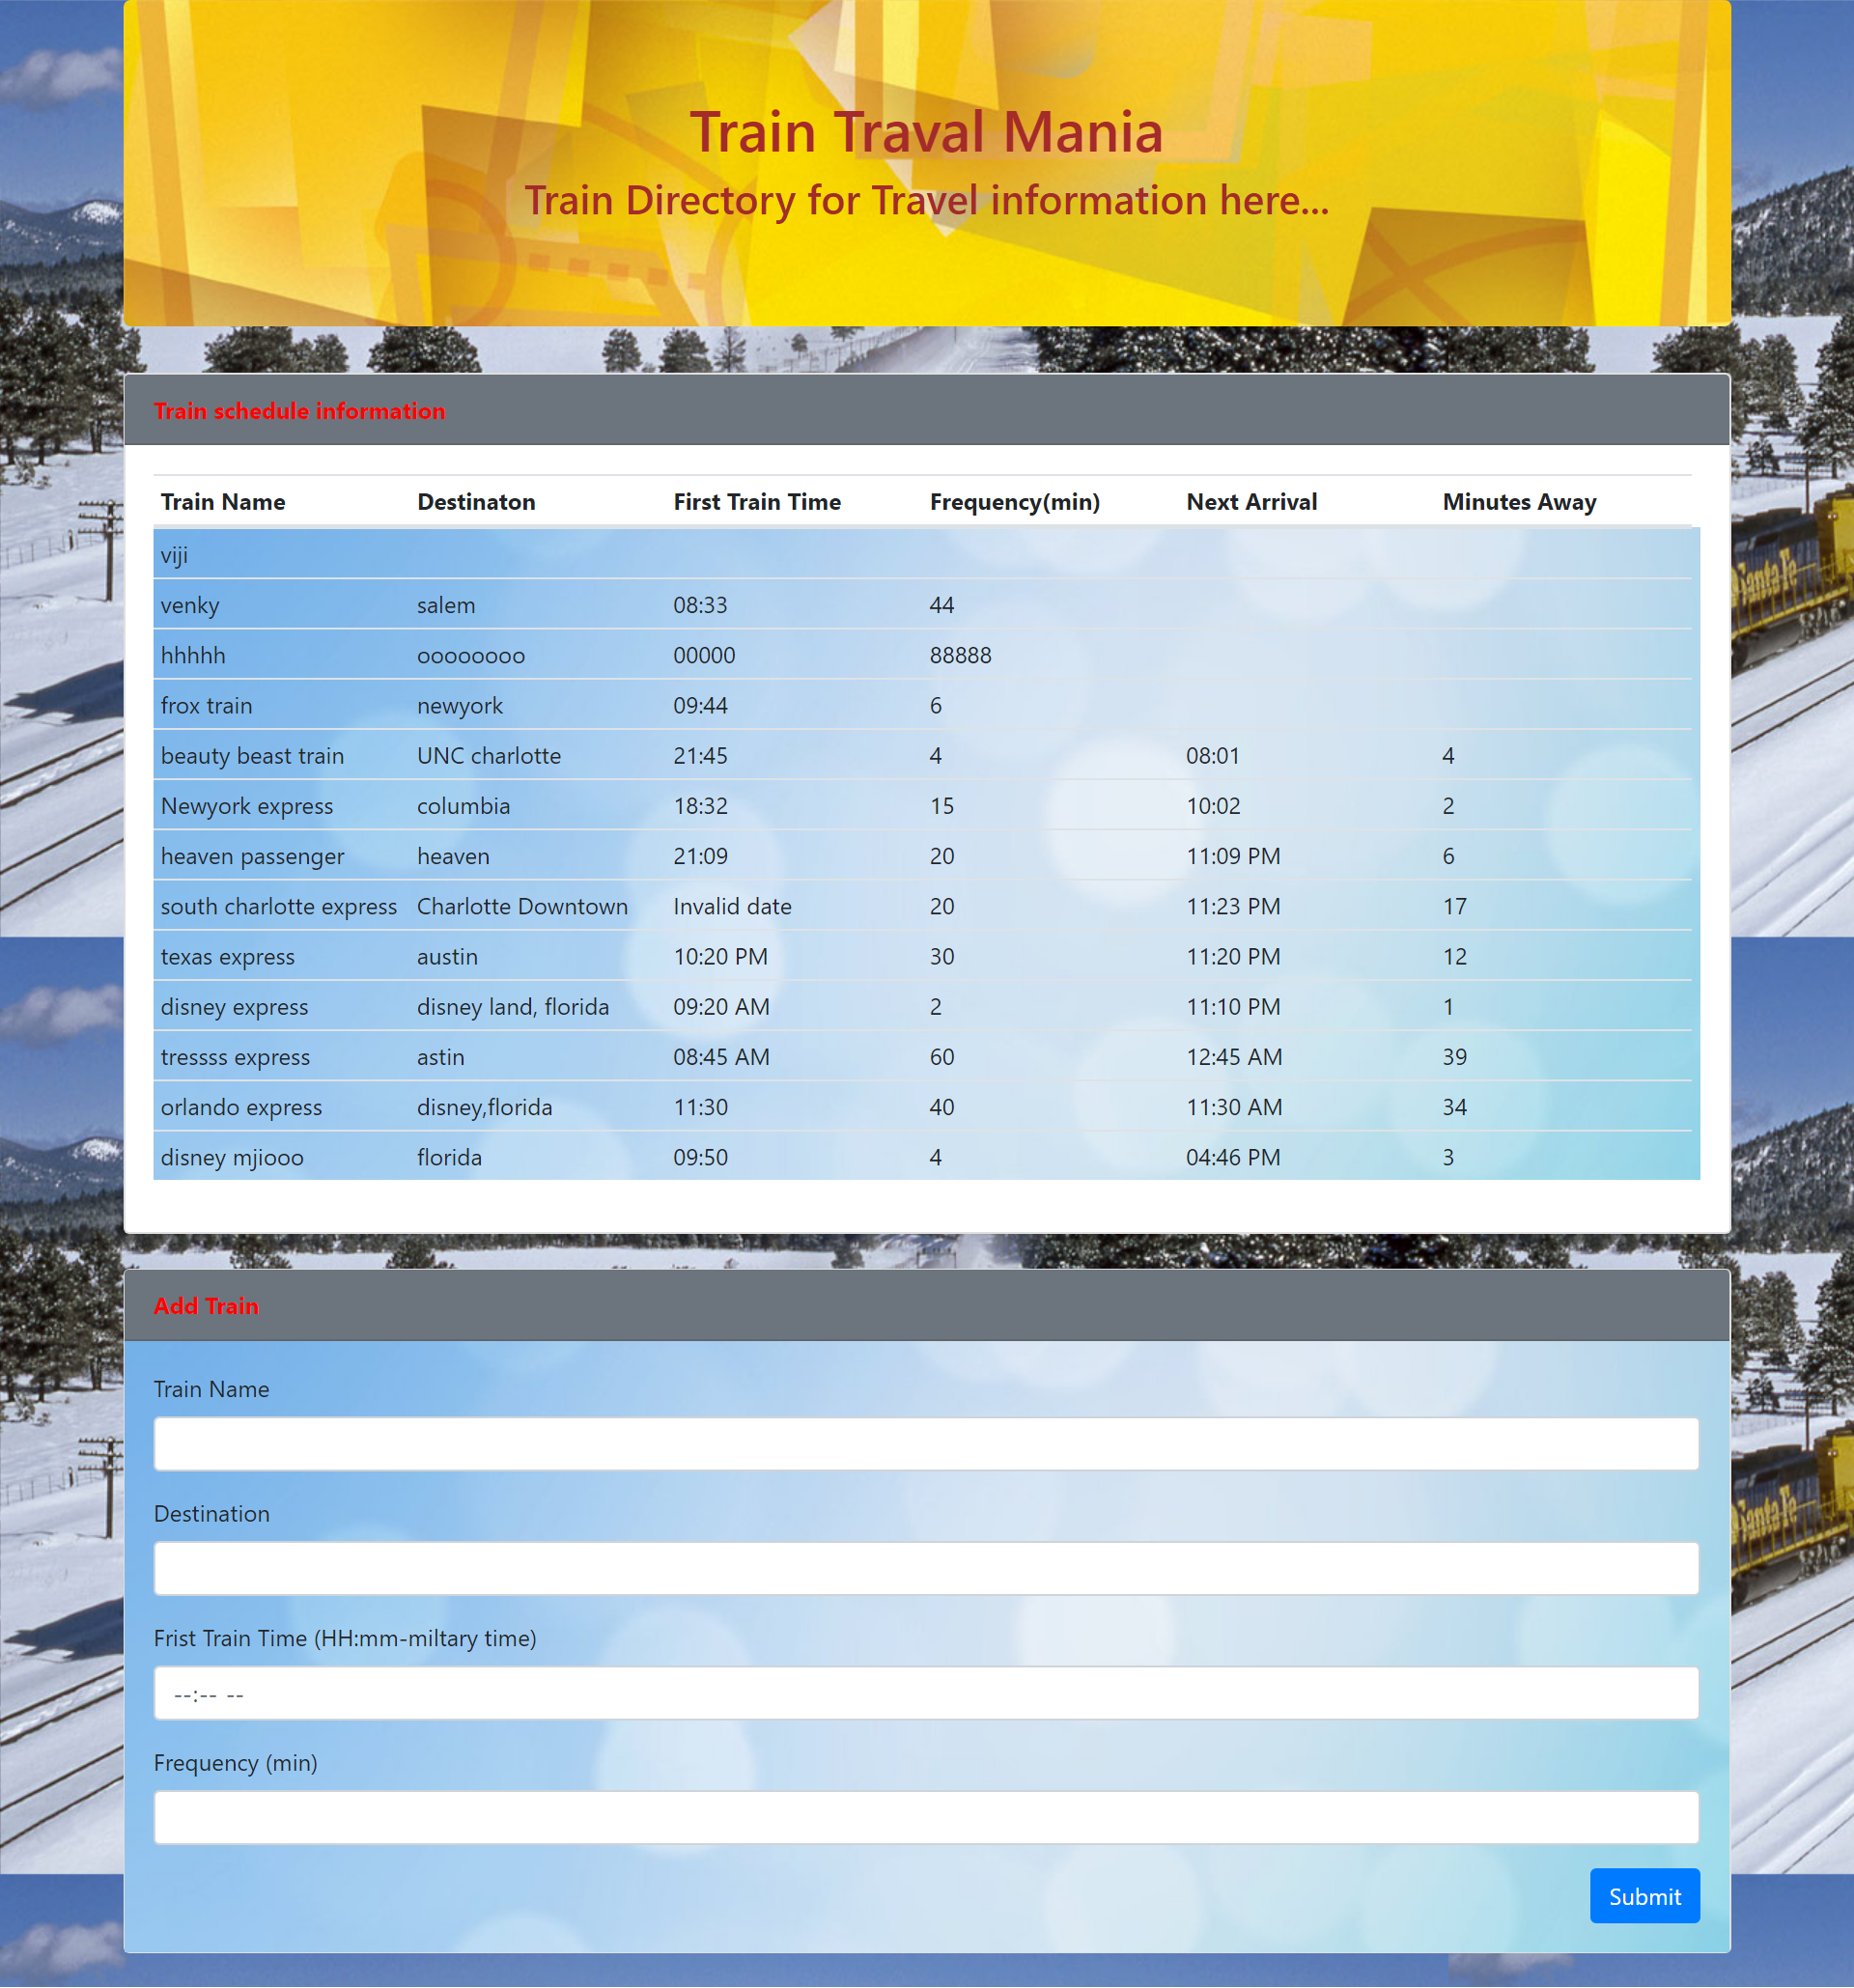 Train Traval Mania
Train Directory for Travel information here...
Train schedule information
Train Name Destinaton First Train Time Frequency(min) Next Arrival Minutes Away
viji
venky salem 08:33 44
hhhhh oooooooo 00000 88888
frox train newyork 09:44 6
beauty beast train UNC charlotte 21:45 4 08:01 4
Newyork express columbia 18:32 15 10:02 2
heaven passenger heaven 21:09 20 11:09 PM 6
south charlotte express Charlotte Downtown Invalid date 20 11:23 PM 17
texas express austin 10:20 PM 30 11:20 PM 12
disney express disney land, florida 09:20 AM 2 11:10 PM 1
tressss express astin 08:45 AM 60 12:45 AM 39
orlando express disney,florida 11:30 40 11:30 AM 34
disney mjiooo florida 09:50 4 04:46 PM 3
Santa Fe
Add Train
Train Name
Destination
Santa Fe
Frist Train Time (HH:mm-miltary time)
--:-- --
Frequency (min)
Submit